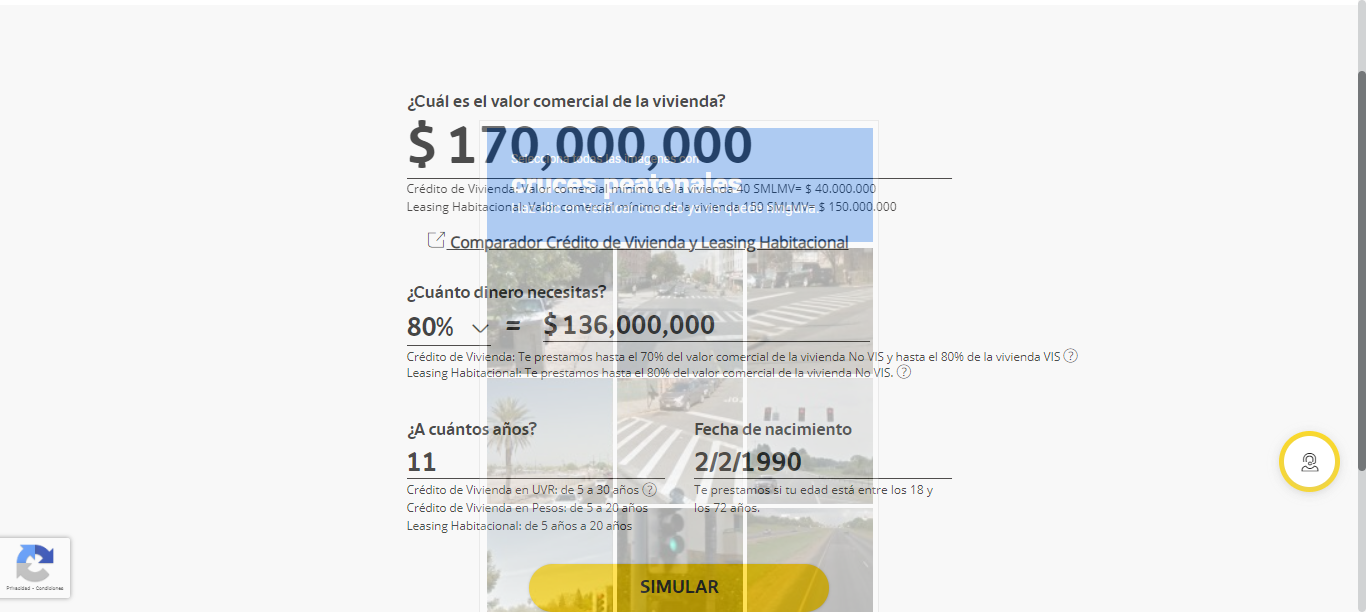 ¿Cuál es el valor comercial de la vivienda?
$ 170,000,000
Selecciona todas las imágenes con
cruces peatonales
Crédito de Vivienda: Valor comercial mínimo de la vivienda 40 SMLMV= $ 40.000.000
Leasing Habitacional: Valor comercial mínimo de la vivienda 150 SMLMV= $ 150.000.000
Comparador Crédito de Vivienda y Leasing Habitacional
¿Cuánto dinero necesitas?
80% = $ 136,000,000
Crédito de Vivienda: Te prestamos hasta el 70% del valor comercial de la vivienda No VIS y hasta el 80% de la vivienda VIS ?
Leasing Habitacional: Te prestamos hasta el 80% del valor comercial de la vivienda No VIS. ?
¿A cuántos años?
11
Crédito de Vivienda en UVR: de 5 a 30 años ?
Crédito de Vivienda en Pesos: de 5 a 20 años
Leasing Habitacional: de 5 años a 20 años
Fecha de nacimiento
2/2/1990
Te prestamos si tu edad está entre los 18 y
los 72 años.
SIMULAR
Privacidad - Condiciones